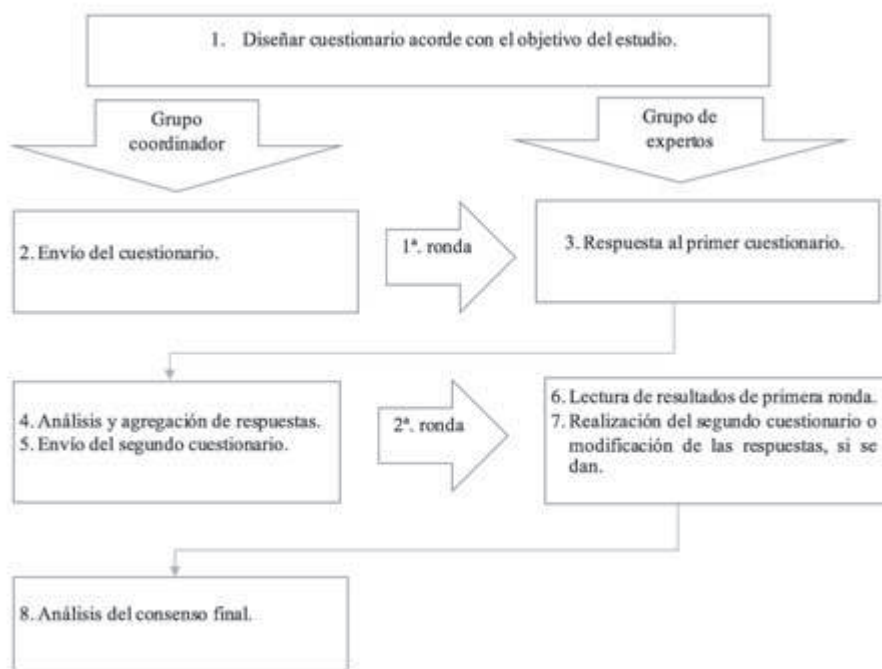 1. Diseñar cuestionario acorde con el objetivo del estudio.
Grupo
coordinador
Grupo de
expertos
2. Envío del cuestionario.
1ª. ronda
3. Respuesta al primer cuestionario.
4. Análisis y agregación de respuestas.
5. Envío del segundo cuestionario.
2ª. ronda
6. Lectura de resultados de primera ronda.
7. Realización del segundo cuestionario o
modificación de las respuestas, si se
dan.
8. Análisis del consenso final.